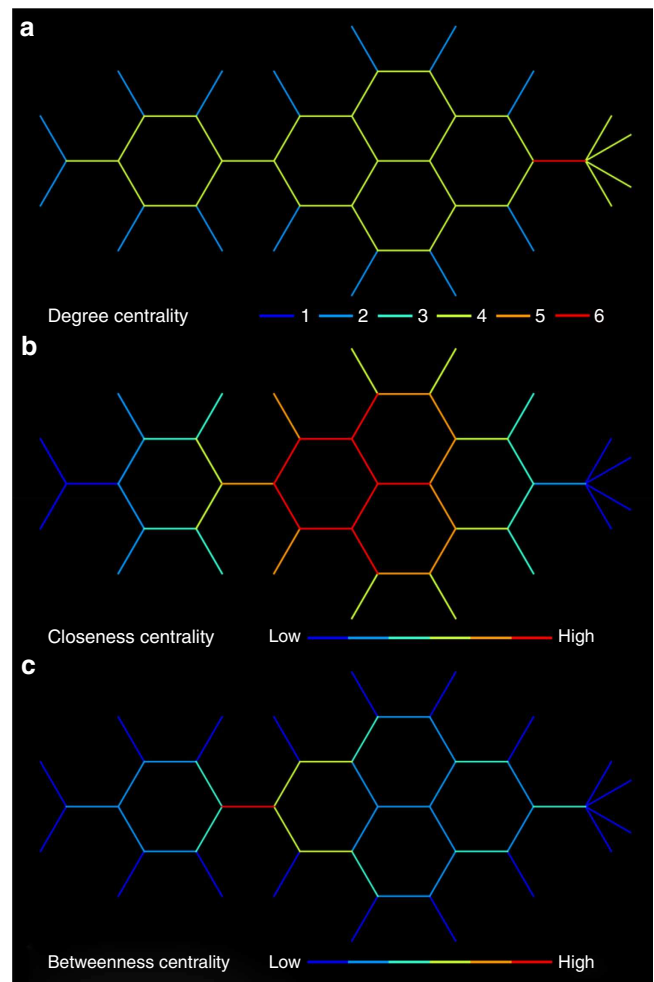 a
Degree centrality 1 2 3 4 5 6
b
Closeness centrality Low High
c
Betweenness centrality Low High